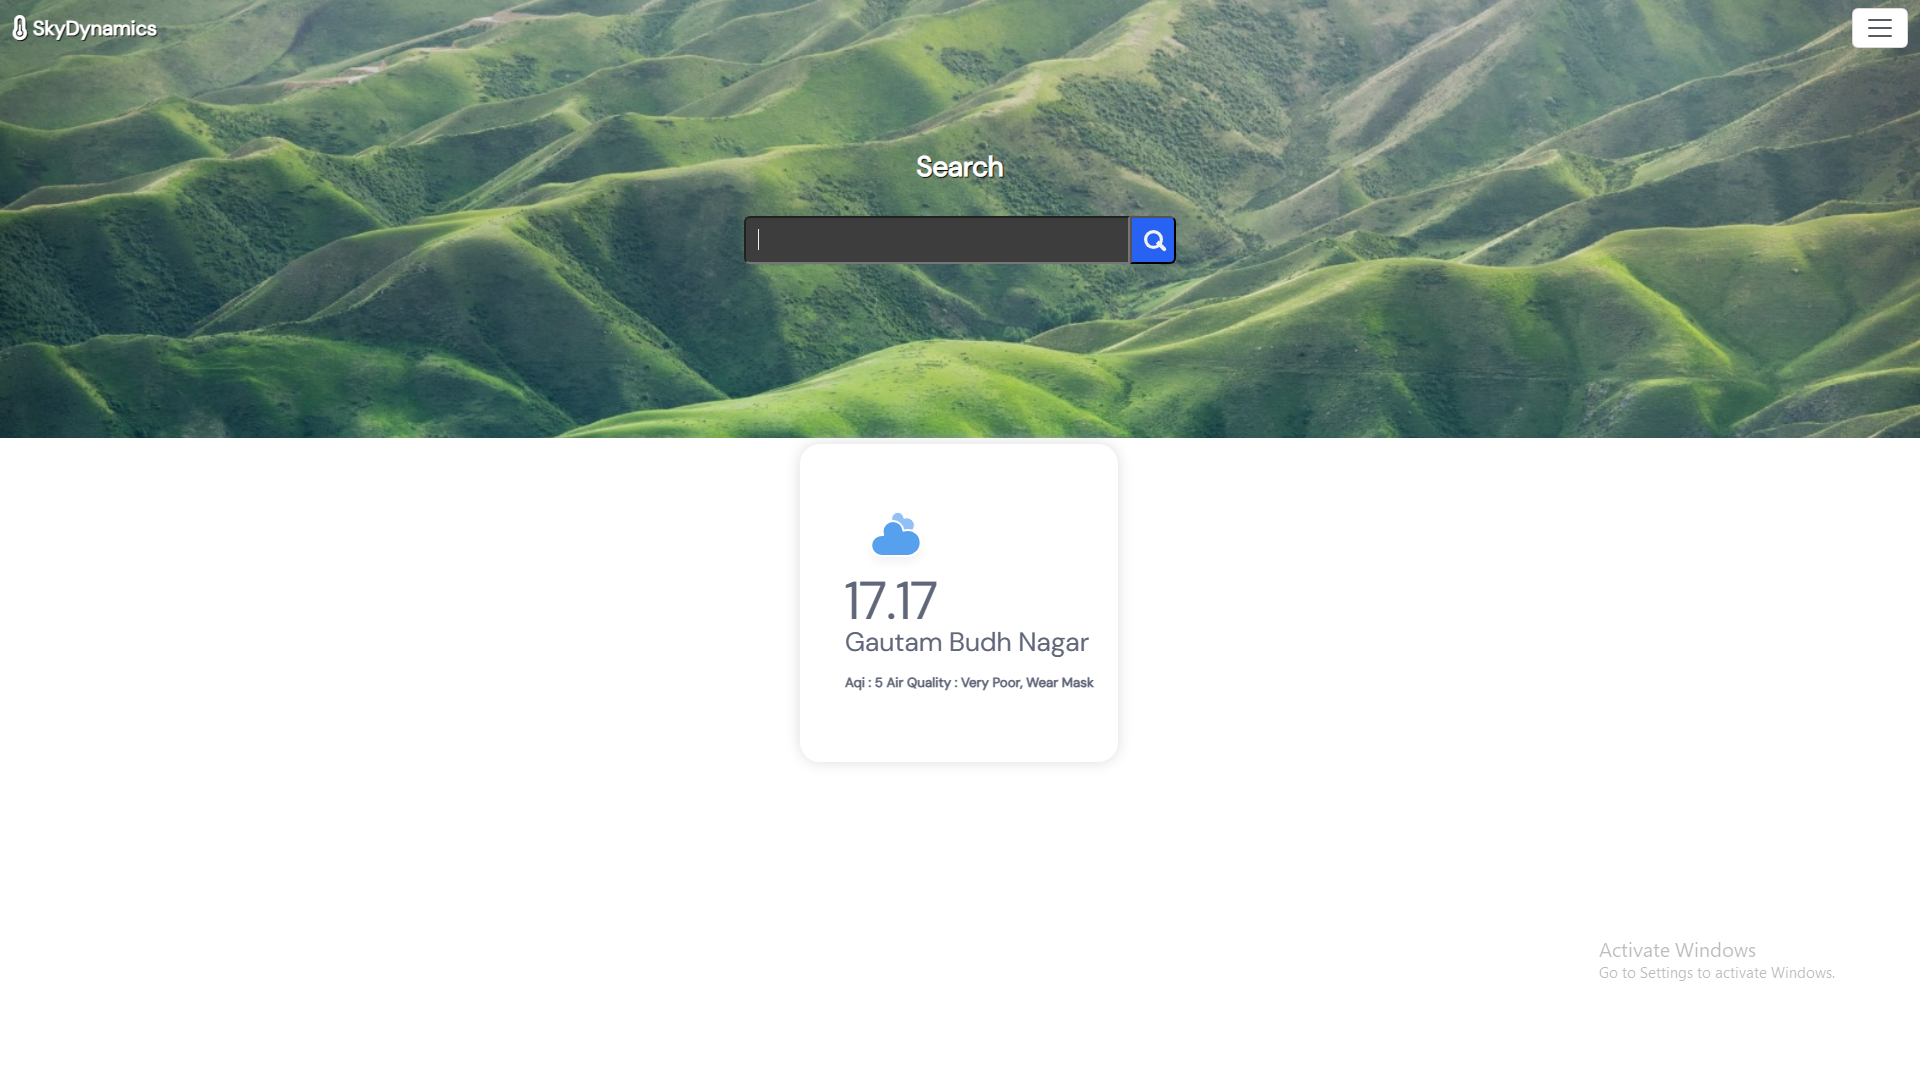 SkyDynamics
Search
17.17
Gautam Budh Nagar
Aqi : 5 Air Quality : Very Poor, Wear Mask
Activate Windows
Go to Settings to activate Windows.